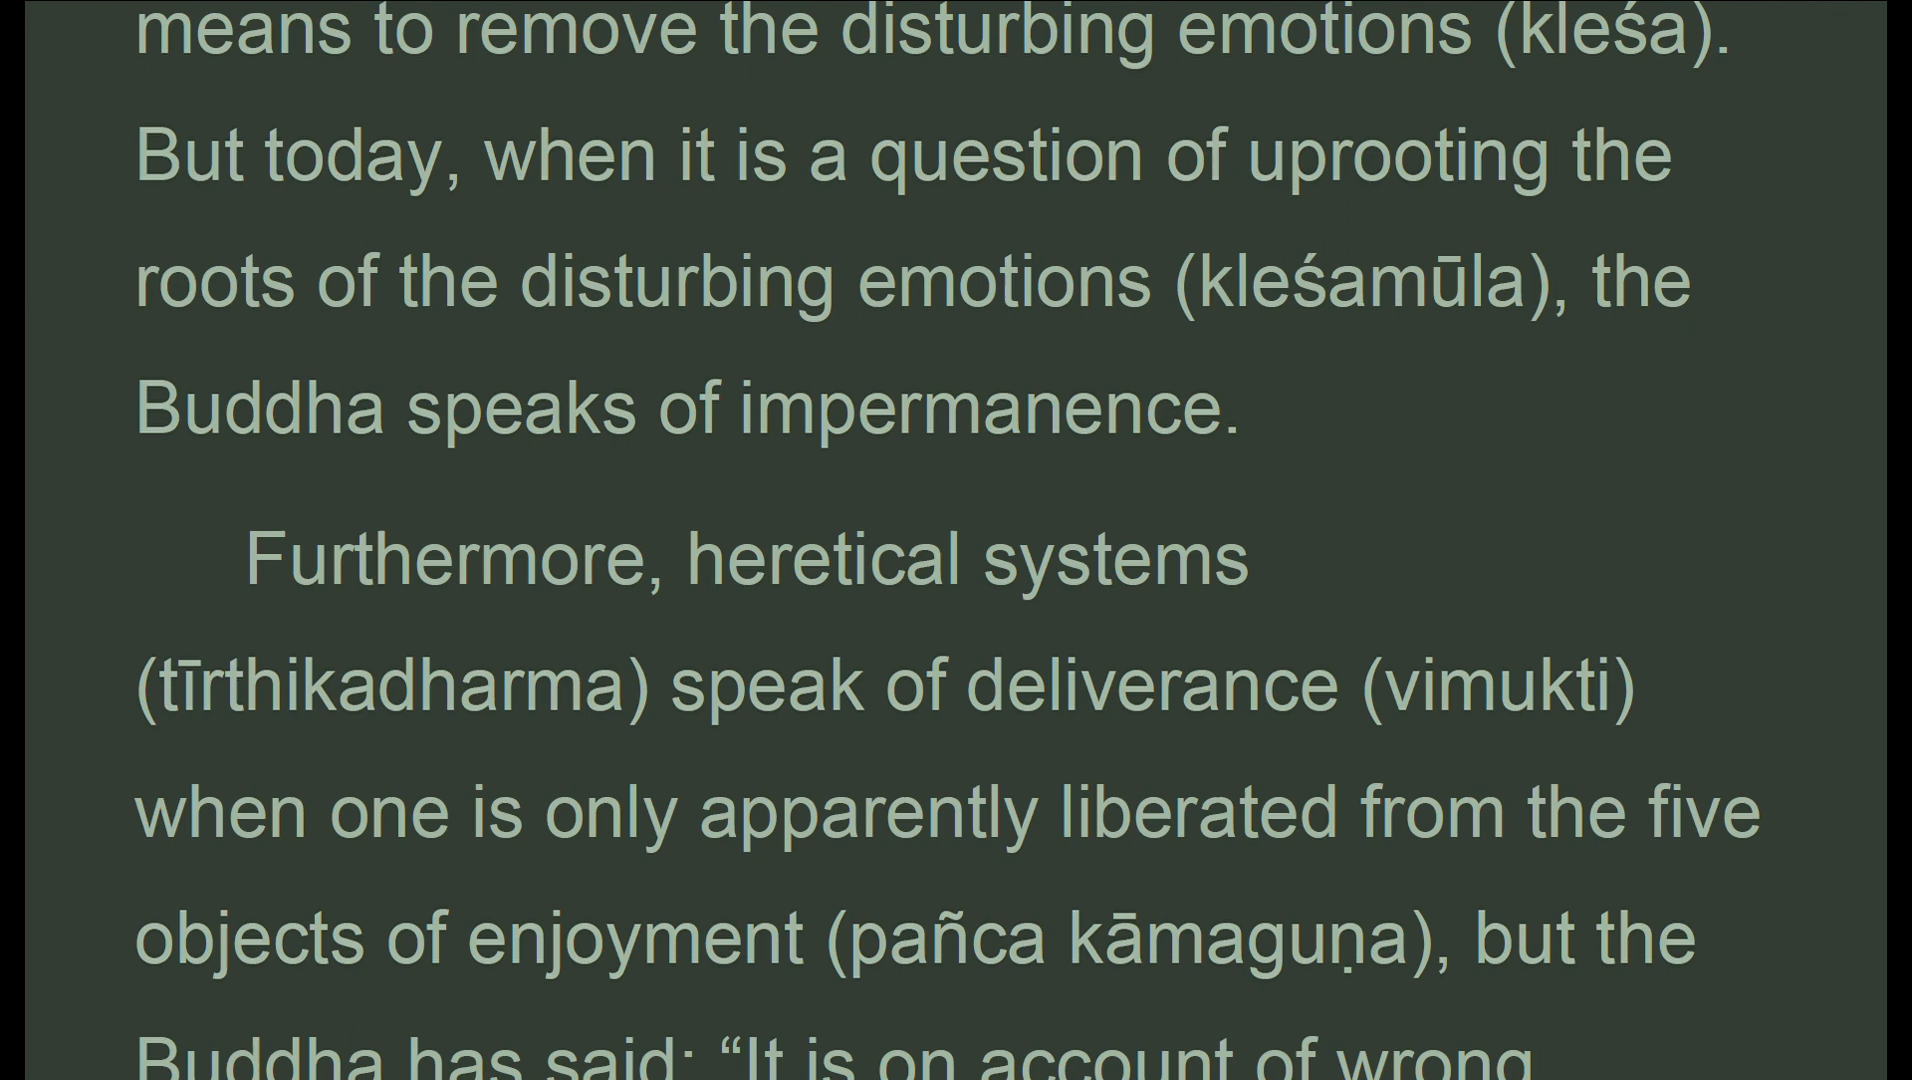 means to remove the disturbing emotions (kleśa).
But today, when it is a question of uprooting the
roots of the disturbing emotions (kleśamūla), the
Buddha speaks of impermanence.
Furthermore, heretical systems
(tīrthikadharma) speak of deliverance (vimukti)
when one is only apparently liberated from the five
objects of enjoyment (pañca kāmaguṇa), but the
Buddha has said: “It is on account of wrong